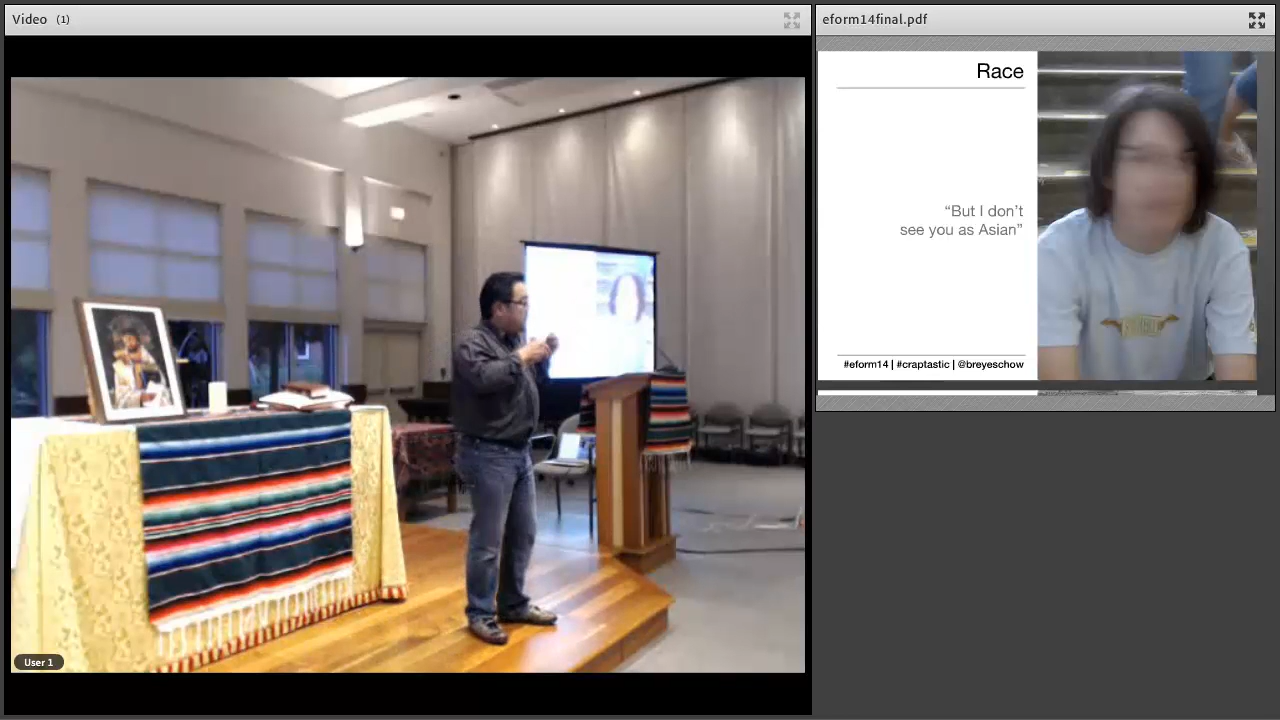 Video (1)
User 1
eform14final.pdf
Race
“But I don’t
see you as Asian”
#eform14 | #craptastic | @breyeschow